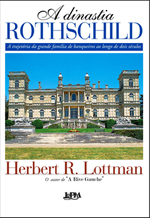 A dinastia
ROTHSCHILD
A trajetória da grande família de banqueiros ao longo de dois séculos
Herbert R. Lottman
O autor de "A Rive Gauche"
L&PM